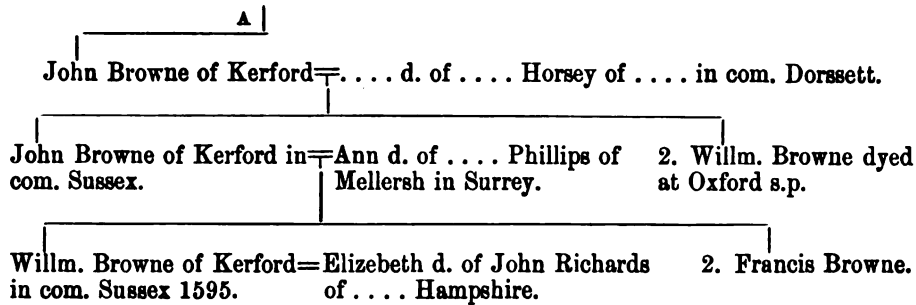 A
John Browne of Kerford=. . . . d. of . . . . Horsey of . . . . in com. Dorssett.
John Browne of Kerford in=Ann d. of . . . . Phillips of 2. Willm. Browne dyed
com. Sussex. Mellersh in Surrey. at Oxford s.p.
Willm. Browne of Kerford=Elizebeth d. of John Richards 2. Francis Browne.
in com. Sussex 1595. of . . . . Hampshire.